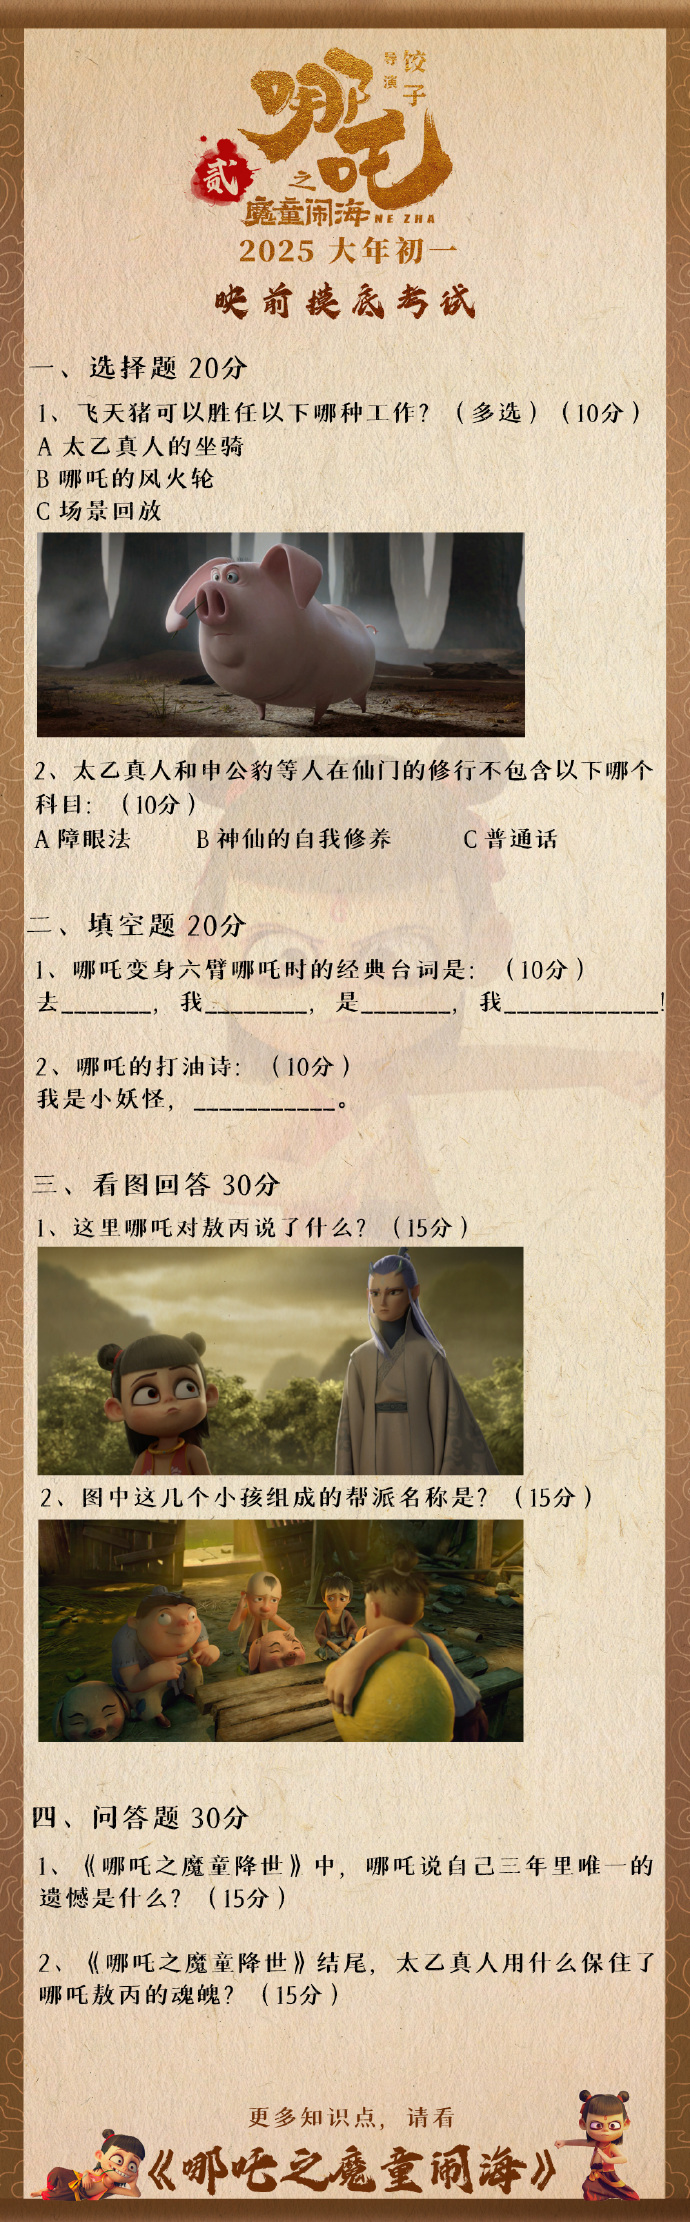 导演
饺子
哪吒
贰
之
魔童闹海 NE ZHA
2025 大年初一
映前摸底考试
一、选择题 20分
1、飞天猪可以胜任以下哪种工作?（多选）（10分）
A 太乙真人的坐骑
B 哪吒的风火轮
C 场景回放
2、太乙真人和申公豹等人在仙门的修行不包含以下哪个
科目：（10分）
A 障眼法 B 神仙的自我修养 C 普通话
二、填空题 20分
1、哪吒变身六臂哪吒时的经典台词是：（10分）
去_______，我________，是_______，我____________!
2、哪吒的打油诗：（10分）
我是小妖怪，___________。
三、看图回答 30分
1、这里哪吒对敖丙说了什么?（15分）
2、图中这几个小孩组成的帮派名称是?（15分）
四、问答题 30分
1、《哪吒之魔童降世》中，哪吒说自己三年里唯一的
遗憾是什么?（15分）
2、《哪吒之魔童降世》结尾，太乙真人用什么保住了
哪吒敖丙的魂魄?（15分）
更多知识点，请看
《哪吒之魔童闹海》